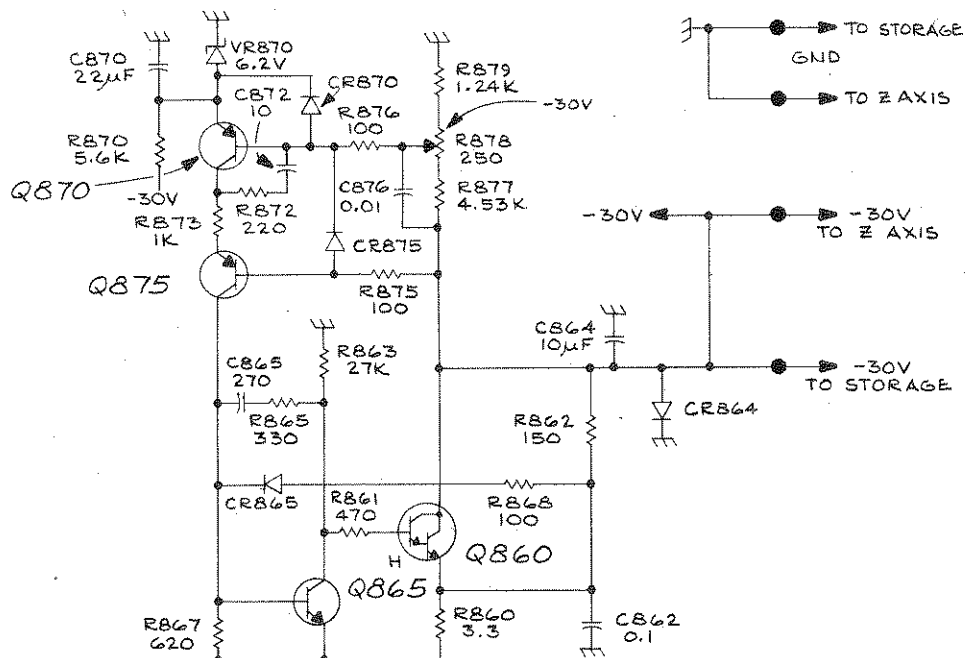 C870
22µF
VR870
6.2V
CR870
C872
10
R876
100
R879
1.24K
-30V
TO STORAGE
GND
TO Z AXIS
R870
5.6K
Q870
-30V
R873
1K
R872
220
C876
0.01
R878
250
R877
4.53K
CR875
Q875
R875
100
-30V
-30V
TO Z AXIS
C864
10µF
R863
27K
C865
270
R865
330
-30V
TO STORAGE
R862
150
CR864
CR865
R861
470
R868
100
H
Q860
Q865
R867
620
R860
3.3
C862
0.1